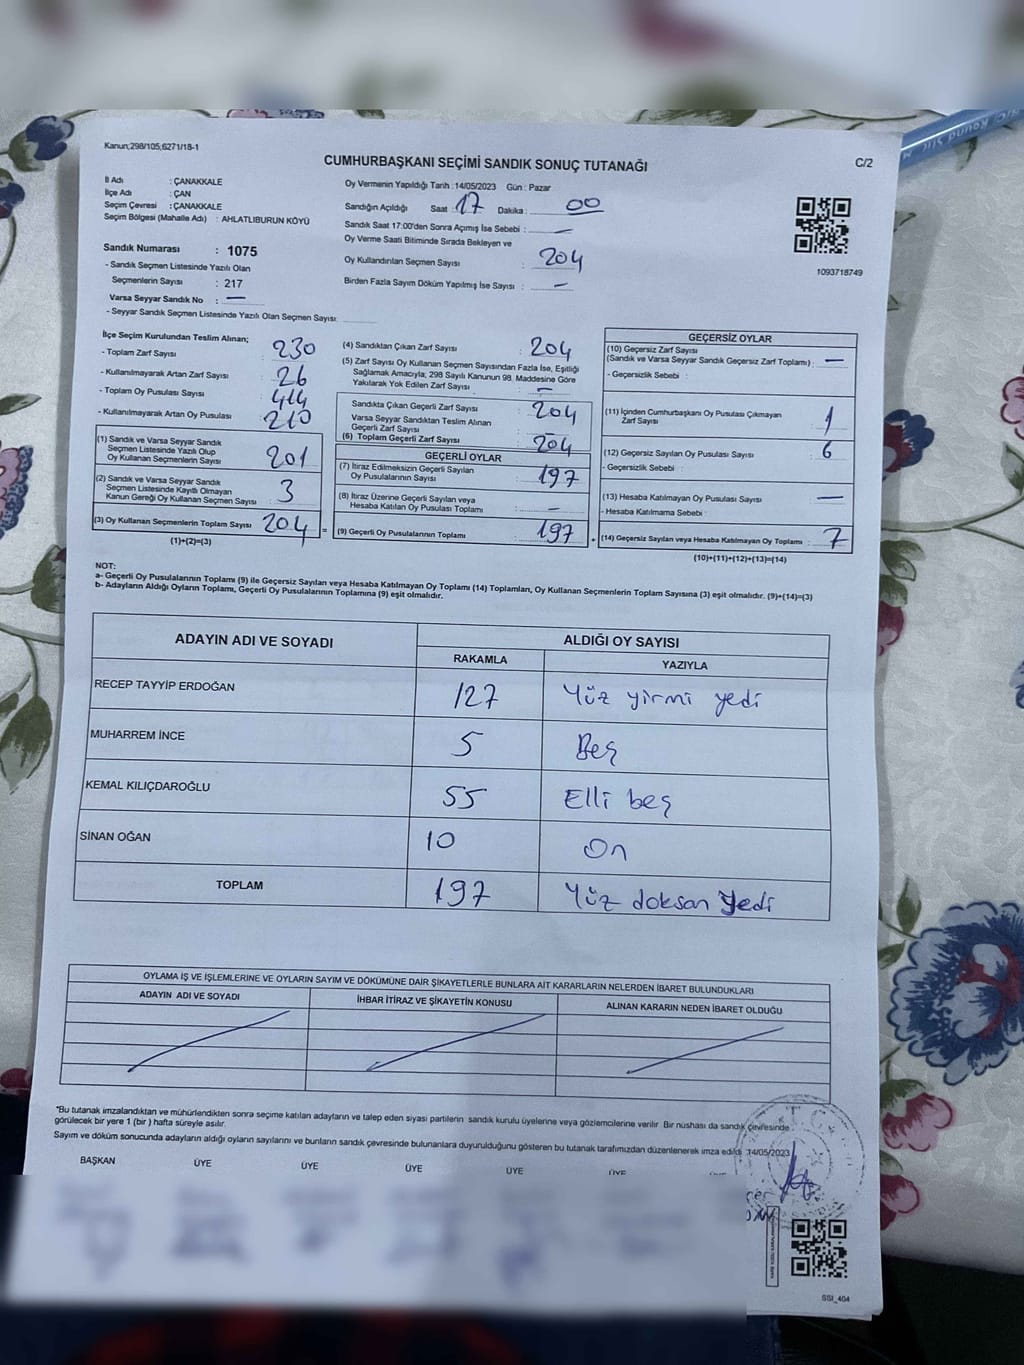 Kanun;298/105;6271/18-1
CUMHURBAŞKANI SEÇİMİ SANDIK SONUÇ TUTANAĞI
C/2
İl Adı : ÇANAKKALE
İlçe Adı : ÇAN
Seçim Çevresi : ÇANAKKALE
Seçim Bölgesi (Mahalle Adı) : AHLATLIBURUN KÖYÜ
Sandık Numarası : 1075
- Sandık Seçmen Listesinde Yazılı Olan
Seçmenlerin Sayısı : 217
Varsa Seyyar Sandık No : —
- Seyyar Sandık Seçmen Listesinde Yazılı Olan Seçmen Sayısı:
Oy Vermenin Yapıldığı Tarih : 14/05/2023 Gün : Pazar
Sandığın Açıldığı Saat : 17 Dakika : 00
Sandık Saat 17:00'den Sonra Açılmış İse Sebebi : —
Oy Verme Saati Bitiminde Sırada Bekleyen ve
Oy Kullandırılan Seçmen Sayısı : 204
Birden Fazla Sayım Döküm Yapılmış İse Sayısı : —
1093718749
İlçe Seçim Kurulundan Teslim Alınan;
- Toplam Zarf Sayısı : 230
- Kullanılmayarak Artan Zarf Sayısı : 26
- Toplam Oy Pusulası Sayısı : 414
- Kullanılmayarak Artan Oy Pusulası : 210
(1) Sandık ve Varsa Seyyar Sandık
Seçmen Listesinde Yazılı Olup
Oy Kullanan Seçmenlerin Sayısı : 201
(2) Sandık ve Varsa Seyyar Sandık
Seçmen Listesinde Kayıtlı Olmayan
Kanun Gereği Oy Kullanan Seçmen Sayısı : 3
(3) Oy Kullanan Seçmenlerin Toplam Sayısı : 204 =
(1)+(2)=(3)
(4) Sandıktan Çıkan Zarf Sayısı : 204
(5) Zarf Sayısı Oy Kullanan Seçmen Sayısından Fazla İse, Eşitliği
Sağlamak Amacıyla, 298 Sayılı Kanunun 98. Maddesine Göre
Yakılarak Yok Edilen Zarf Sayısı : —
Sandıkta Çıkan Geçerli Zarf Sayısı : 204
Varsa Seyyar Sandıktan Teslim Alınan
Geçerli Zarf Sayısı : —
(6) Toplam Geçerli Zarf Sayısı : 204
GEÇERLİ OYLAR
(7) İtiraz Edilmeksizin Geçerli Sayılan
Oy Pusulalarının Sayısı : 197
(8) İtiraz Üzerine Geçerli Sayılan veya
Hesaba Katılan Oy Pusulası Toplamı : —
(9) Geçerli Oy Pusulalarının Toplamı : 197 +
GEÇERSİZ OYLAR
(10) Geçersiz Zarf Sayısı
(Sandık ve Varsa Seyyar Sandık Geçersiz Zarf Toplamı) : —
- Geçersizlik Sebebi :
(11) İçinden Cumhurbaşkanı Oy Pusulası Çıkmayan
Zarf Sayısı : 1
(12) Geçersiz Sayılan Oy Pusulası Sayısı : 6
- Geçersizlik Sebebi :
(13) Hesaba Katılmayan Oy Pusulası Sayısı : —
- Hesaba Katılmama Sebebi :
(14) Geçersiz Sayılan veya Hesaba Katılmayan Oy Toplamı : 7
(10)+(11)+(12)+(13)=(14)
NOT:
a- Geçerli Oy Pusulalarının Toplamı (9) ile Geçersiz Sayılan veya Hesaba Katılmayan Oy Toplamı (14) Toplamları, Oy Kullanan Seçmenlerin Toplam Sayısına (3) eşit olmalıdır. (9)+(14)=(3)
b- Adayların Aldığı Oyların Toplamı, Geçerli Oy Pusulalarının Toplamına (9) eşit olmalıdır.
ADAYIN ADI VE SOYADI ALDIĞI OY SAYISI
RAKAMLA YAZIYLA
RECEP TAYYİP ERDOĞAN 127 Yüz yirmi yedi
MUHARREM İNCE 5 Beş
KEMAL KILIÇDAROĞLU 55 Elli beş
SİNAN OĞAN 10 On
TOPLAM 197 Yüz doksan yedi
OYLAMA İŞ VE İŞLEMLERİNE VE OYLARIN SAYIM VE DÖKÜMÜNE DAİR ŞİKAYETLERLE BUNLARA AİT KARARLARIN NELERDEN İBARET BULUNDUKLARI
ADAYIN ADI VE SOYADI İHBAR İTİRAZ VE ŞİKAYETİN KONUSU ALINAN KARARIN NEDEN İBARET OLDUĞU
*Bu tutanak imzalandıktan ve mühürlendikten sonra seçime katılan adayların ve talep eden siyasi partilerin sandık kurulu üyelerine veya gözlemcilerine verilir. Bir nüshası da sandık çevresinde
görülecek bir yere 1 (bir ) hafta süreyle asılır.
Sayım ve döküm sonucunda adayların aldığı oyların sayılarını ve bunların sandık çevresinde bulunanlara duyurulduğunu gösteren bu tutanak tarafımızdan düzenlenerek imza edildi. 14/05/2023
BAŞKAN ÜYE ÜYE ÜYE ÜYE ÜYE
SSI_404